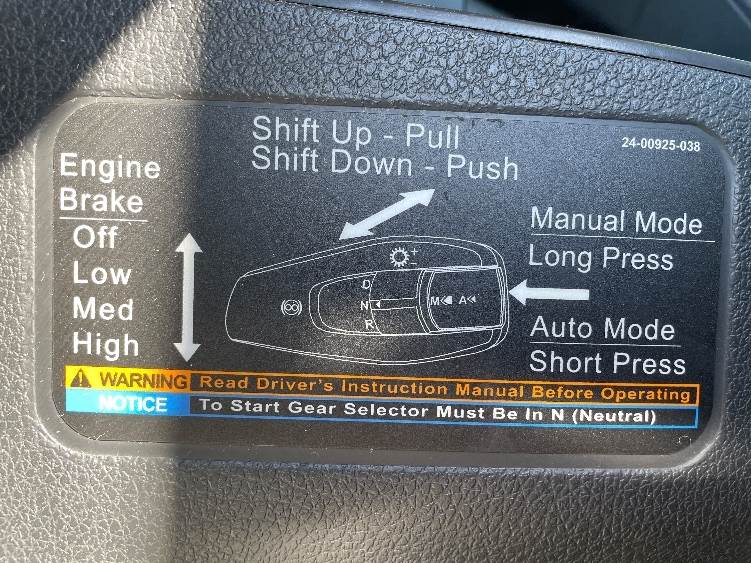 Shift Up - Pull
Shift Down - Push
24-00925-038
Engine
Brake
Off
Low
Med
High
Manual Mode
Long Press
Auto Mode
Short Press
+
-
D
N
R
M A
WARNING Read Driver's Instruction Manual Before Operating
NOTICE To Start Gear Selector Must Be In N (Neutral)